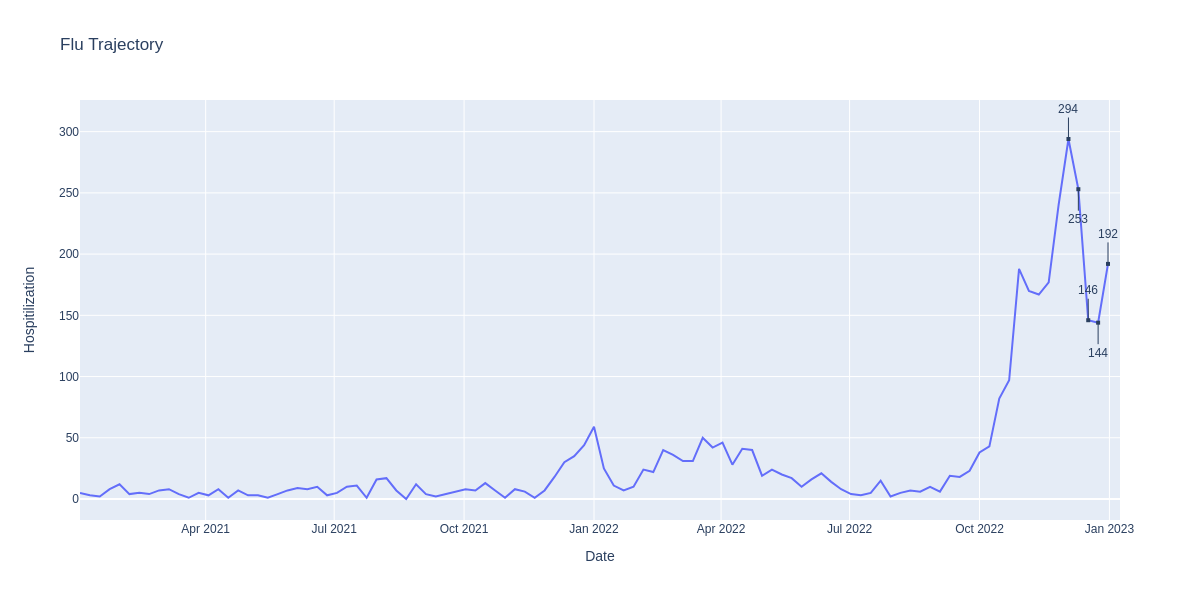 Flu Trajectory
294
300
250
253
192
200
146
150
144
100
50
0
Hospitilization
Apr 2021
Jul 2021
Oct 2021
Jan 2022
Apr 2022
Jul 2022
Oct 2022
Jan 2023
Date